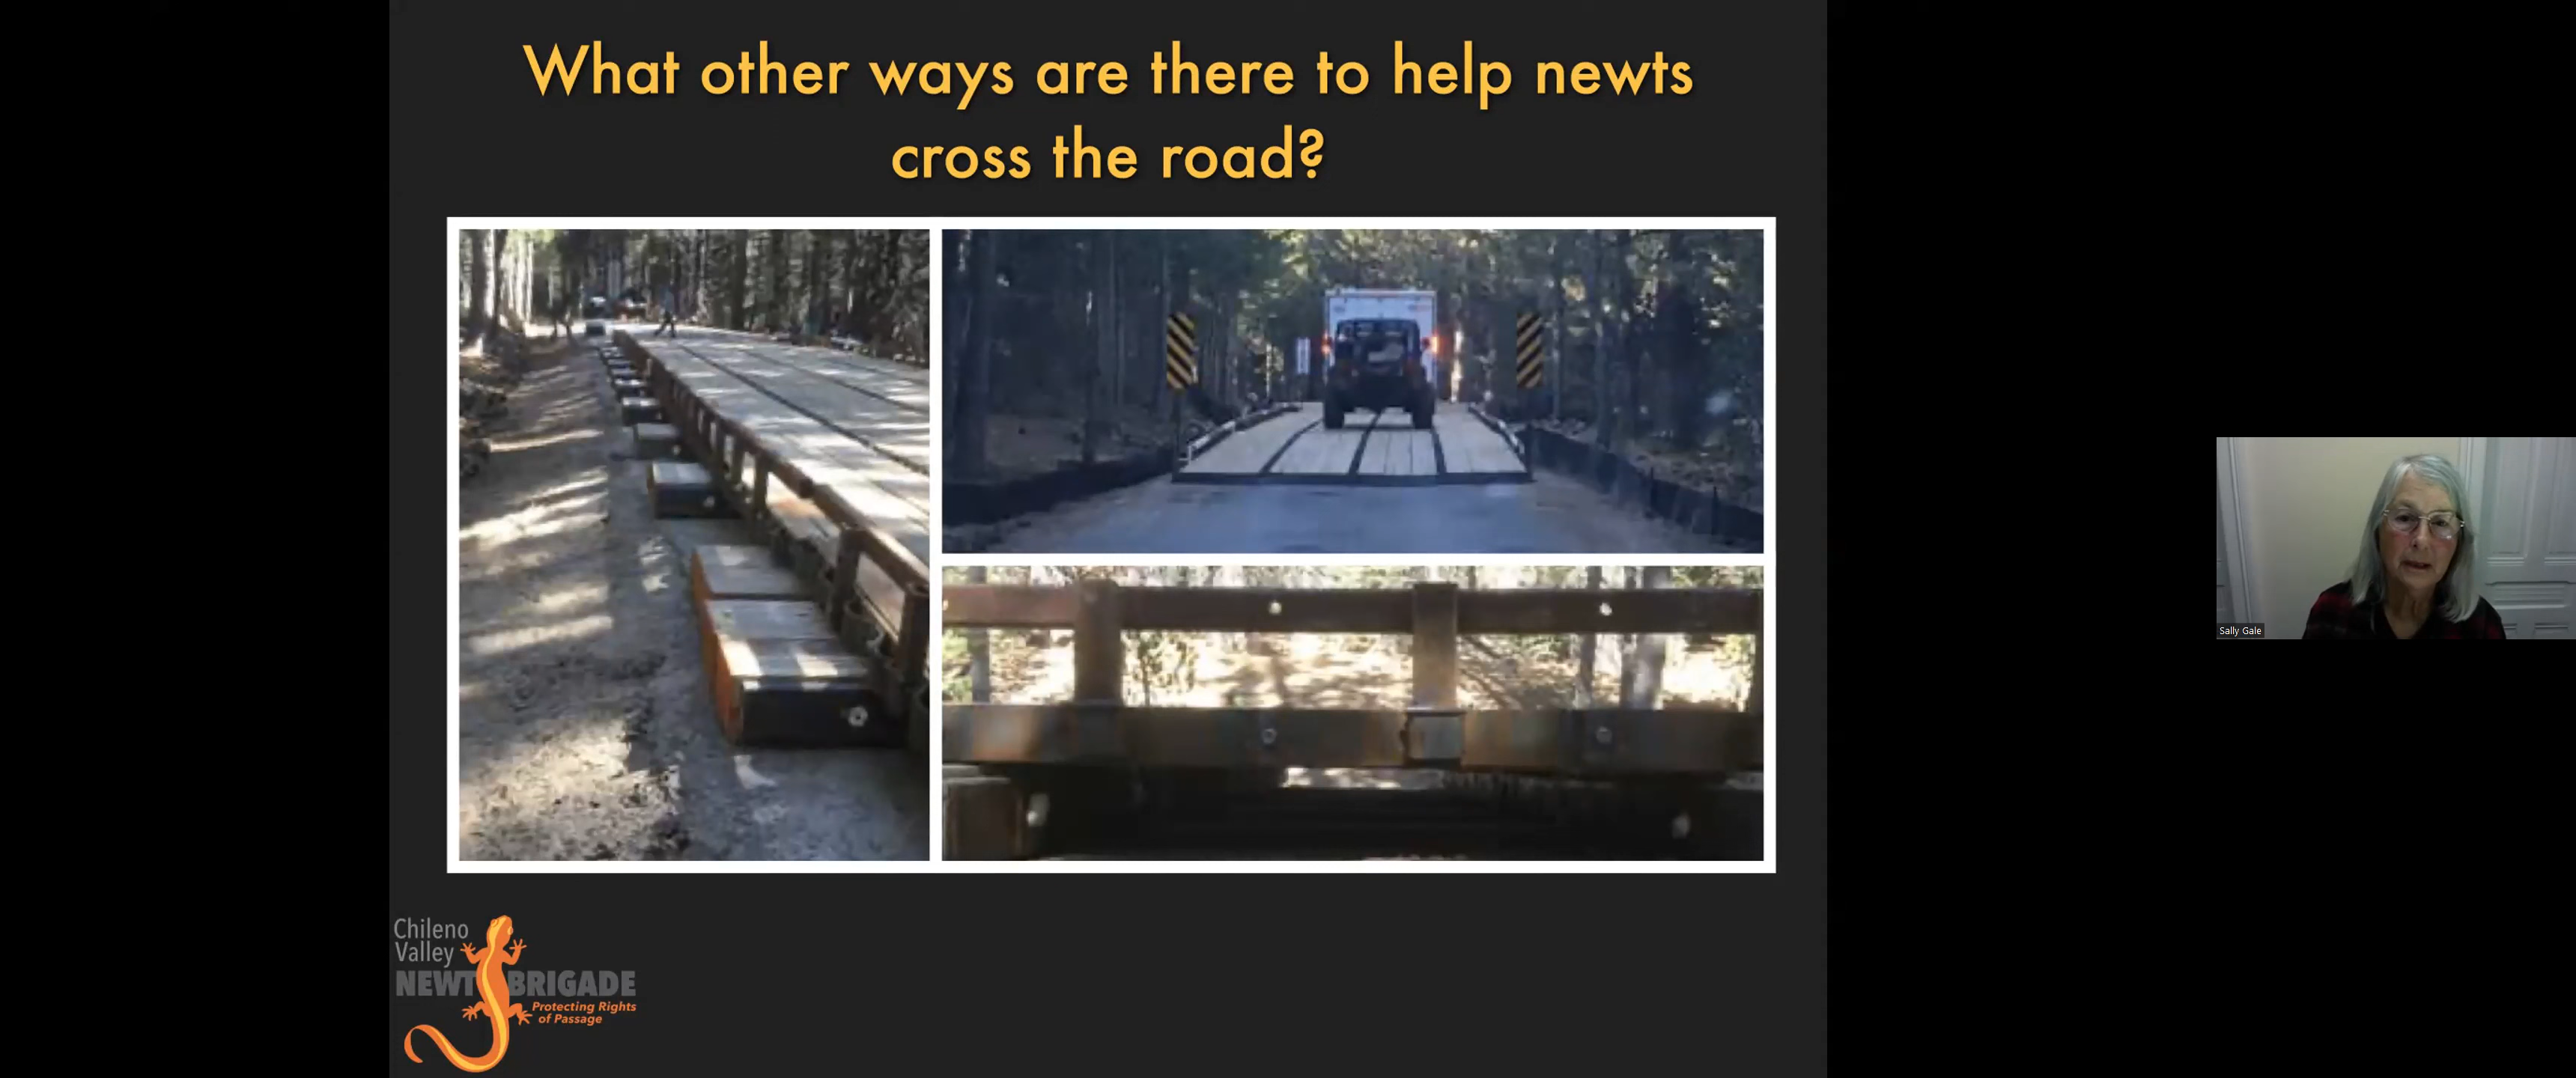 What other ways are there to help newts
cross the road?
Chileno
Valley
NEWT BRIGADE
Protecting Rights
of Passage
Sally Gale